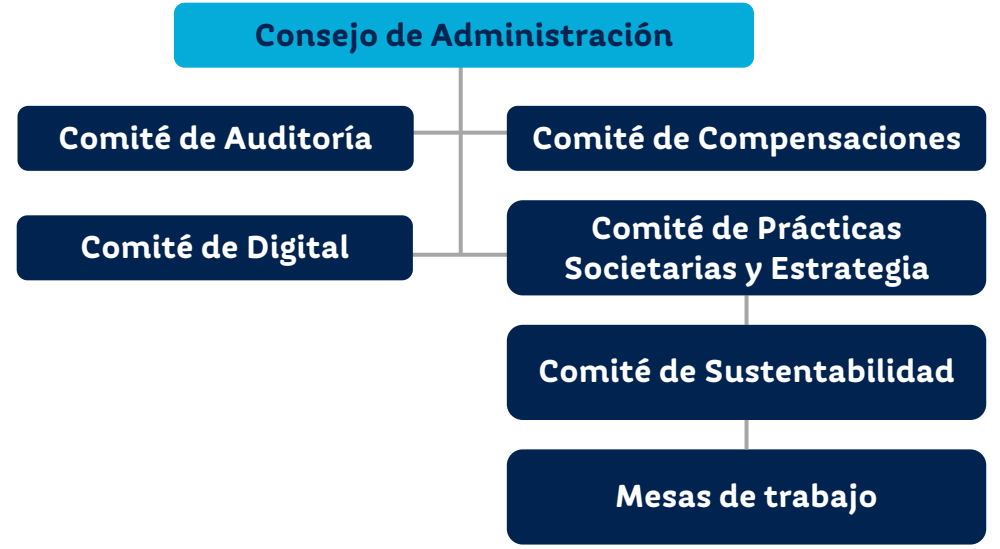 Consejo de Administración
Comité de Auditoría
Comité de Compensaciones
Comité de Digital
Comité de Prácticas
Societarias y Estrategia
Comité de Sustentabilidad
Mesas de trabajo